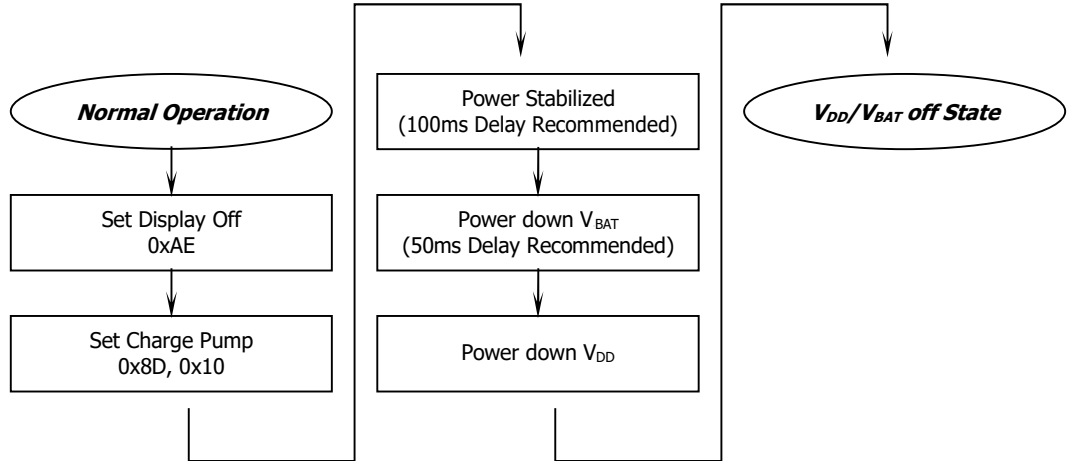 Normal Operation
Set Display Off
0xAE
Set Charge Pump
0x8D, 0x10
Power Stabilized
(100ms Delay Recommended)
Power down VBAT
(50ms Delay Recommended)
Power down VDD
VDD/VBAT off State